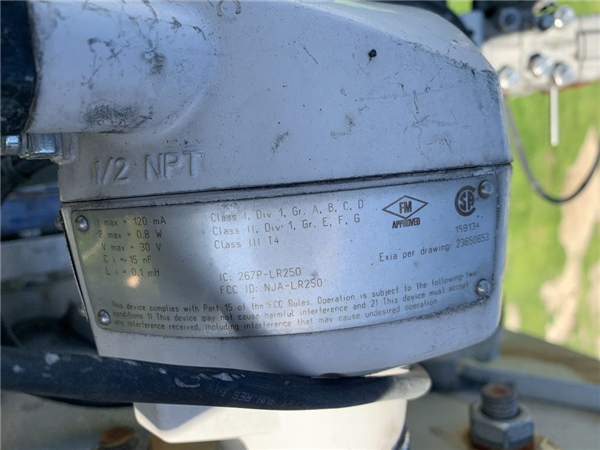 1/2 NPT
I max = 120 mA
P max = 0.8 W
V max = 30 V
C i = 15 nF
L i = 0.1 mH
Class I, Div 1, Gr. A, B, C, D
Class II, Div 1, Gr. E, F, G
Class III T4
FM
APPROVED
SA
159134
Exia per drawing: 23650653
IC: 267P-LR250
FCC ID: NJA-LR250
This device complies with Part 15 of the FCC Rules. Operation is subject to the following two
conditions 1) This device may not cause harmful interference and 2) This device must accept
any interference received, including interference that may cause undesired operation.